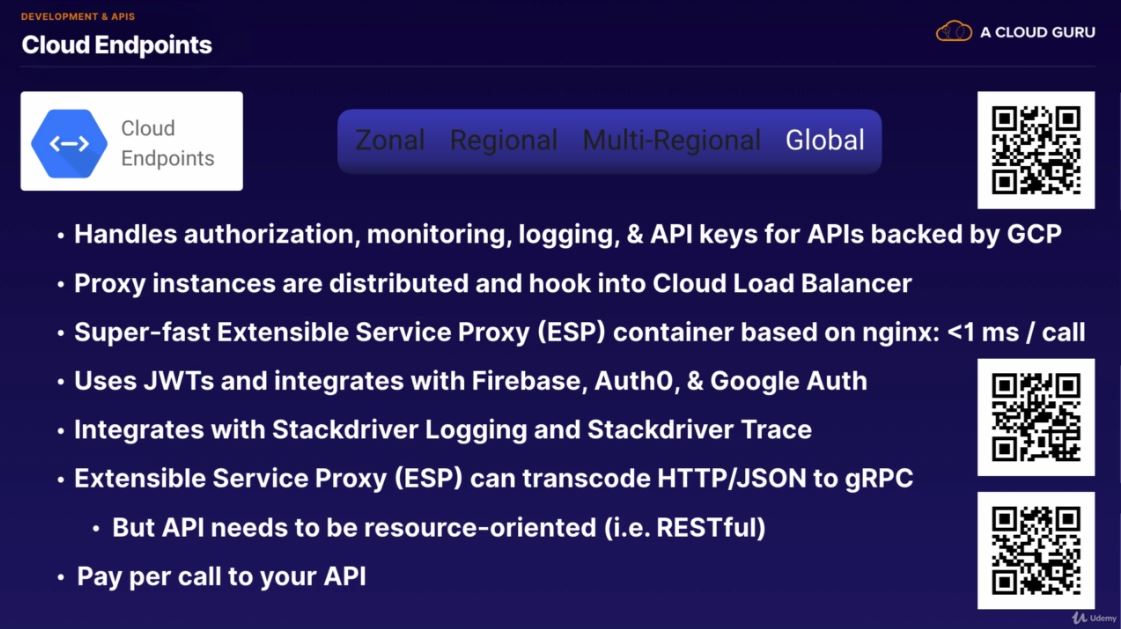 DEVELOPMENT & APIS
Cloud Endpoints
A CLOUD GURU
Cloud
Endpoints
Zonal Regional Multi-Regional Global
• Handles authorization, monitoring, logging, & API keys for APIs backed by GCP
• Proxy instances are distributed and hook into Cloud Load Balancer
• Super-fast Extensible Service Proxy (ESP) container based on nginx: <1 ms / call
• Uses JWTs and integrates with Firebase, Auth0, & Google Auth
• Integrates with Stackdriver Logging and Stackdriver Trace
• Extensible Service Proxy (ESP) can transcode HTTP/JSON to gRPC
• But API needs to be resource-oriented (i.e. RESTful)
• Pay per call to your API
Udemy